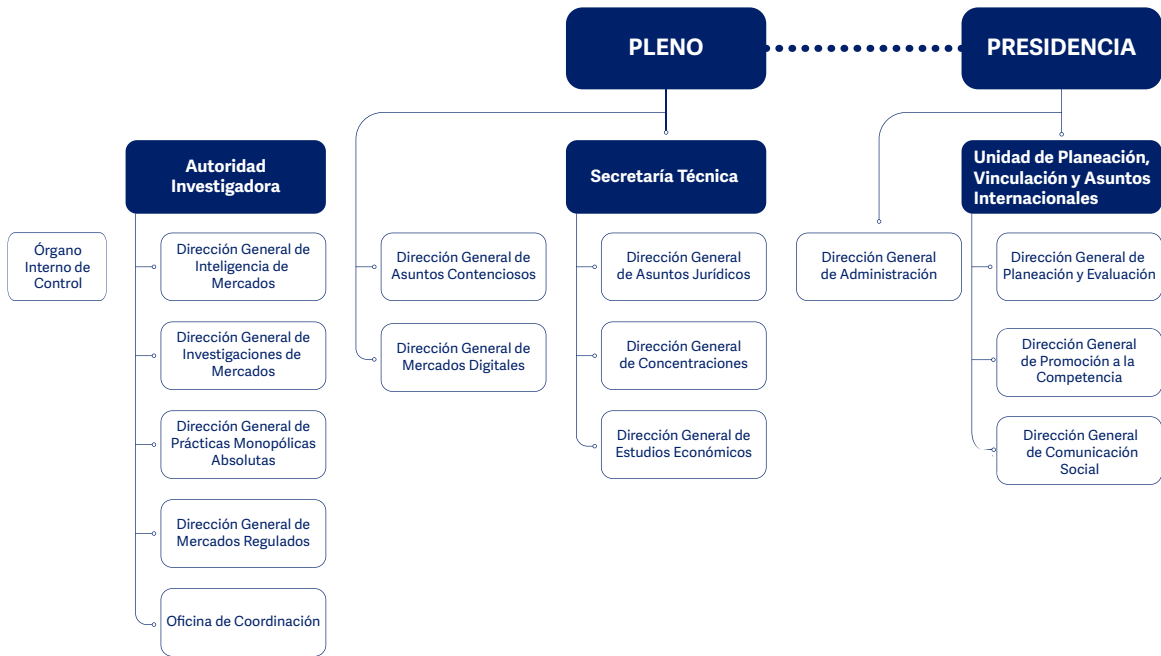 PLENO
PRESIDENCIA
Autoridad
Investigadora
Secretaría Técnica
Unidad de Planeación,
Vinculación y Asuntos
Internacionales
Órgano
Interno de
Control
Dirección General de
Inteligencia de
Mercados
Dirección General de
Investigaciones de
Mercados
Dirección General de
Prácticas Monopólicas
Absolutas
Dirección General de
Mercados Regulados
Oficina de Coordinación
Dirección General de
Asuntos Contenciosos
Dirección General de
Mercados Digitales
Dirección General
de Asuntos Jurídicos
Dirección General
de Concentraciones
Dirección General de
Estudios Económicos
Dirección General
de Administración
Dirección General de
Planeación y Evaluación
Dirección General
de Promoción a la
Competencia
Dirección General
de Comunicación
Social